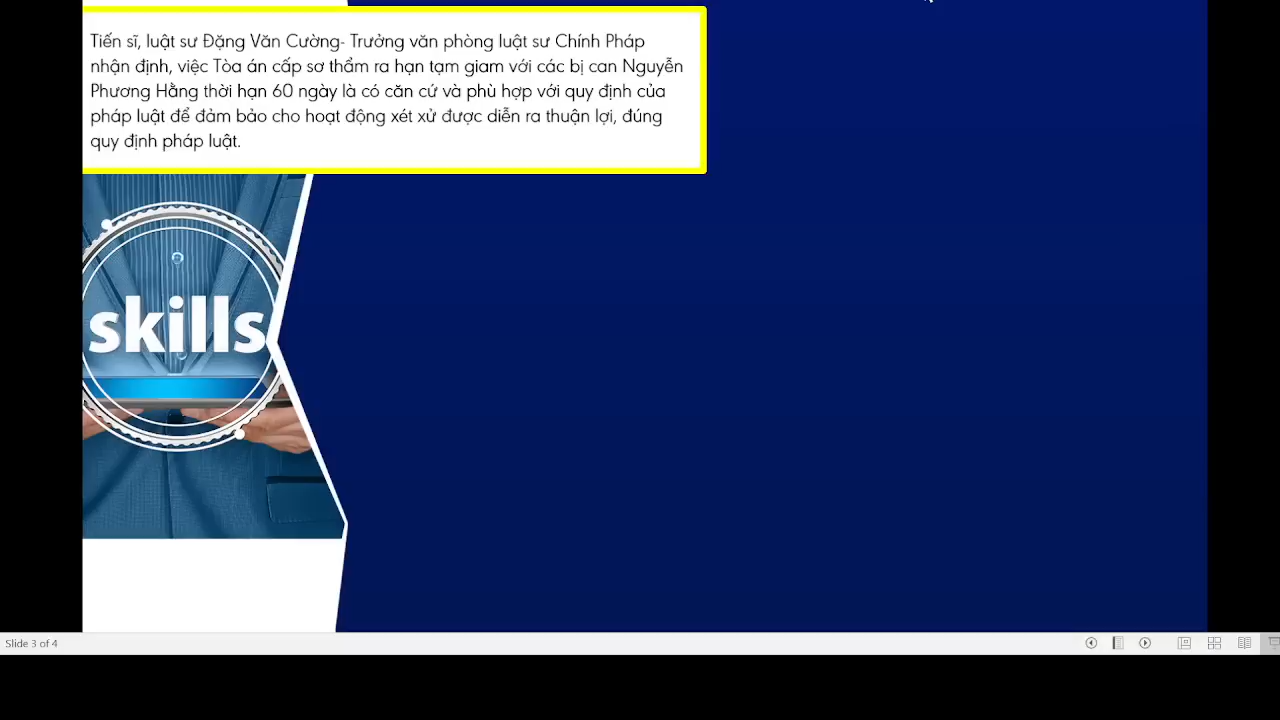 Tiến sĩ, luật sư Đặng Văn Cường- Trưởng văn phòng luật sư Chính Pháp
nhận định, việc Tòa án cấp sơ thẩm ra hạn tạm giam với các bị can Nguyễn
Phương Hằng thời hạn 60 ngày là có căn cứ và phù hợp với quy định của
pháp luật để đảm bảo cho hoạt động xét xử được diễn ra thuận lợi, đúng
quy định pháp luật.
skills
Slide 3 of 4